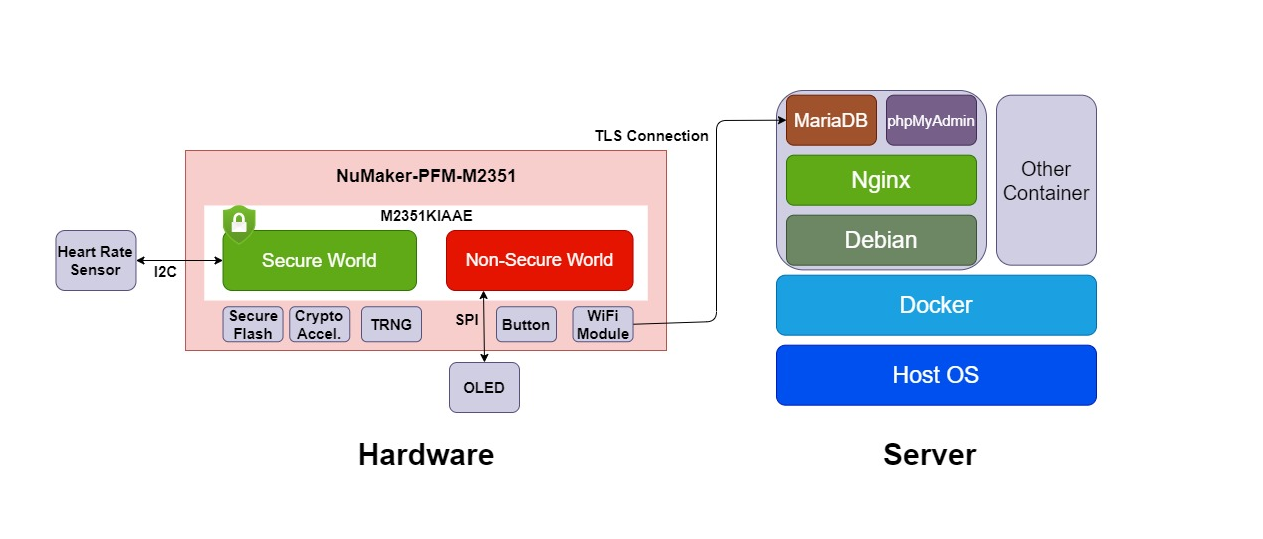 TLS Connection
NuMaker-PFM-M2351
M2351KIAAE
Heart Rate
Sensor
I2C
Secure World
Non-Secure World
Secure
Flash
Crypto
Accel.
TRNG
SPI
Button
WiFi
Module
OLED
Hardware
MariaDB
phpMyAdmin
Nginx
Debian
Other
Container
Docker
Host OS
Server